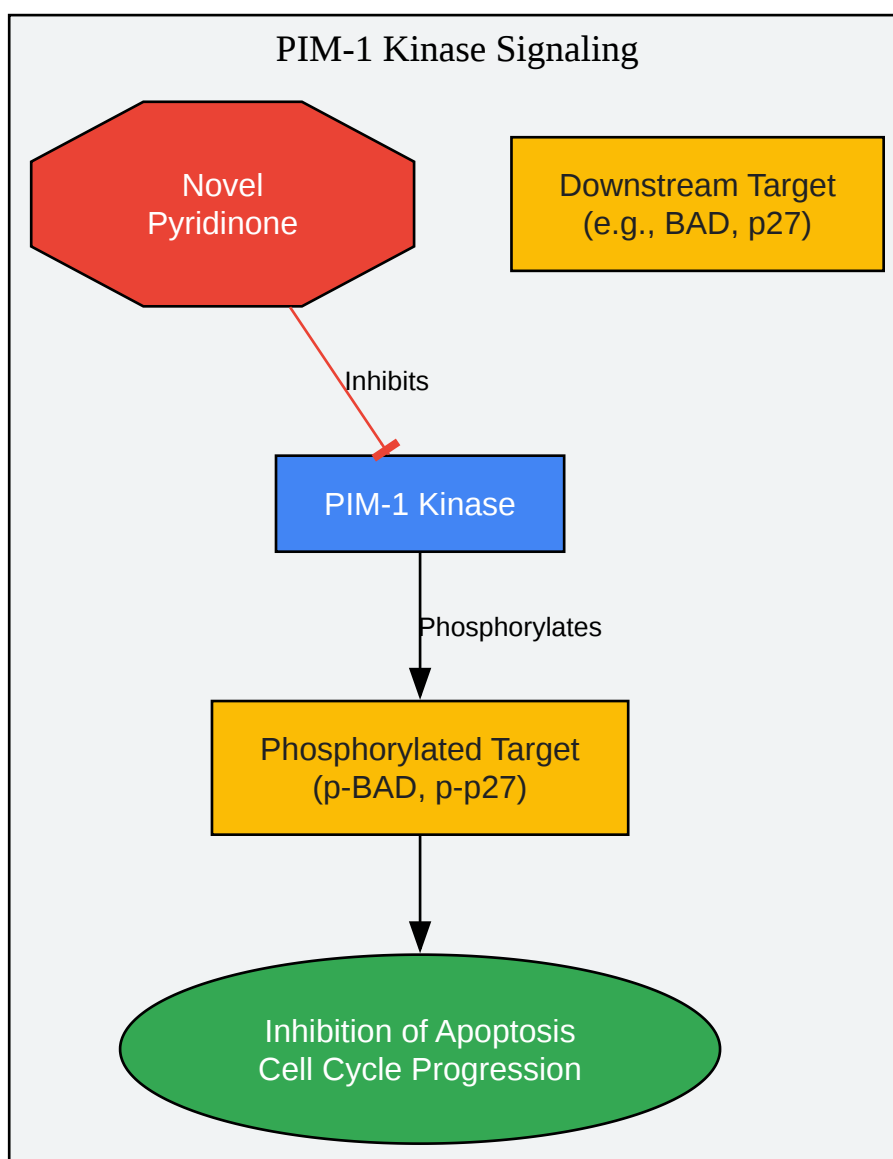 PIM-1 Kinase Signaling
Novel
Pyridinone
Downstream Target
(e.g., BAD, p27)
Inhibits
PIM-1 Kinase
Phosphorylates
Phosphorylated Target
(p-BAD, p-p27)
Inhibition of Apoptosis
Cell Cycle Progression